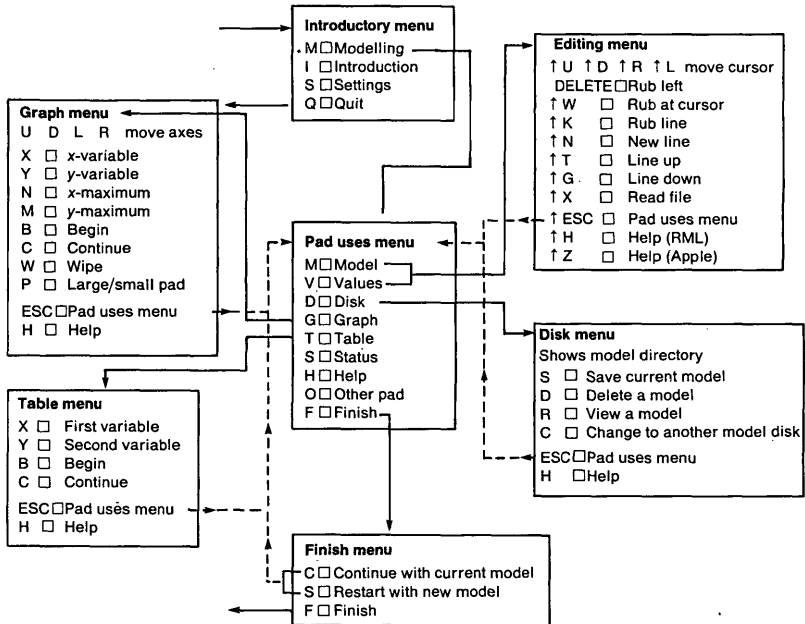 Introductory menu
M□Modelling
I □Introduction
S □Settings
Q□Quit
Editing menu
↑U ↑D ↑R ↑L move cursor
DELETE□Rub left
↑W □ Rub at cursor
↑K □ Rub line
↑N □ New line
↑T □ Line up
↑G □ Line down
↑X □ Read file
↑ESC □ Pad uses menu
↑H □ Help (RML)
↑Z □ Help (Apple)
Graph menu
U D L R move axes
X □ x-variable
Y □ y-variable
N □ x-maximum
M □ y-maximum
B □ Begin
C □ Continue
W □ Wipe
P □ Large/small pad
ESC□Pad uses menu
H □ Help
Pad uses menu
M□Model
V□Values
D□Disk
G□Graph
T□Table
S□Status
H□Help
O□Other pad
F□Finish
Disk menu
Shows model directory
S □ Save current model
D □ Delete a model
R □ View a model
C □ Change to another model disk
ESC□Pad uses menu
H □Help
Table menu
X □ First variable
Y □ Second variable
B □ Begin
C □ Continue
ESC□Pad uses menu
H □ Help
Finish menu
C□Continue with current model
S□Restart with new model
F□Finish